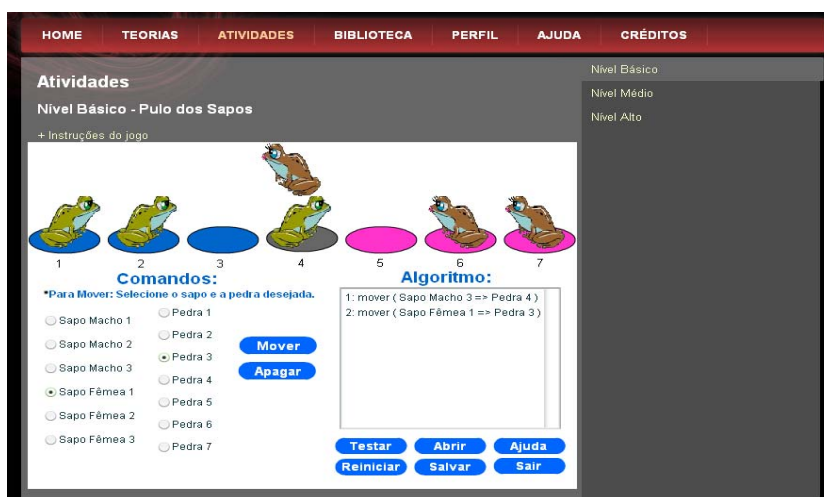 HOME TEORIAS ATIVIDADES BIBLIOTECA PERFIL AJUDA CRÉDITOS
Atividades
Nível Básico - Pulo dos Sapos
+ Instruções do jogo
Nível Básico
Nível Médio
Nível Alto
1 2 3 4 5 6 7
Comandos:
*Para Mover: Selecione o sapo e a pedra desejada.
Sapo Macho 1
Sapo Macho 2
Sapo Macho 3
Sapo Fêmea 1
Sapo Fêmea 2
Sapo Fêmea 3
Pedra 1
Pedra 2
Pedra 3
Pedra 4
Pedra 5
Pedra 6
Pedra 7
Mover
Apagar
Algoritmo:
1: mover ( Sapo Macho 3 => Pedra 4 )
2: mover ( Sapo Fêmea 1 => Pedra 3 )
Testar Abrir Ajuda
Reiniciar Salvar Sair